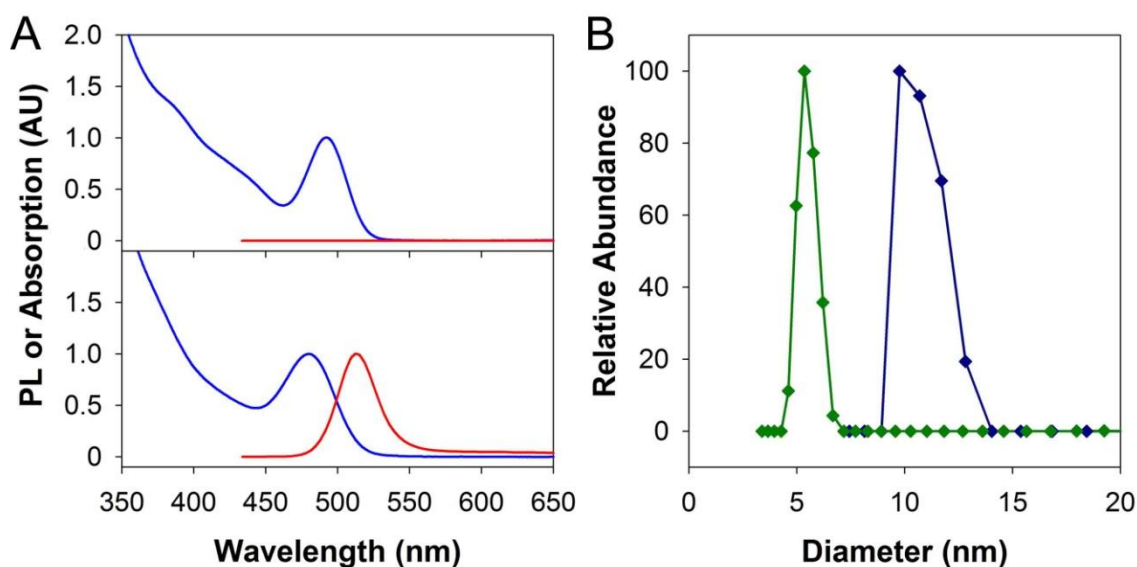 A
B
PL or Absorption (AU)
2.0
1.5
1.0
0.5
0
1.5
1.0
0.5
0
350 400 450 500 550 600 650
Wavelength (nm)
Relative Abundance
100
80
60
40
20
0
0 5 10 15 20
Diameter (nm)